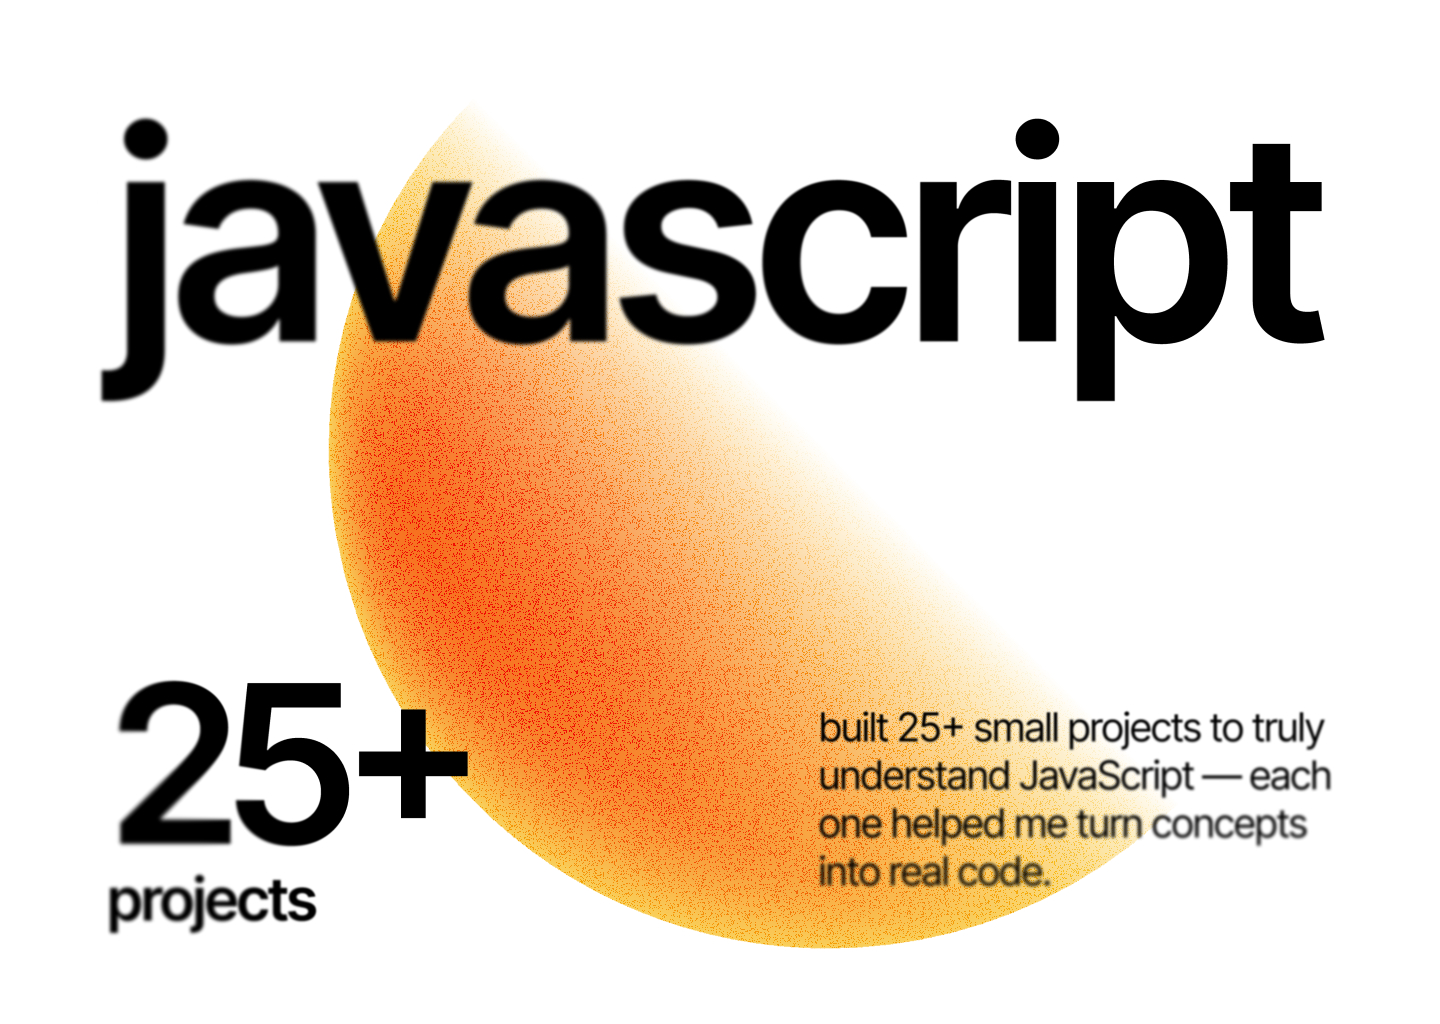 javascript
25+
projects
built 25+ small projects to truly
understand JavaScript — each
one helped me turn concepts
into real code.